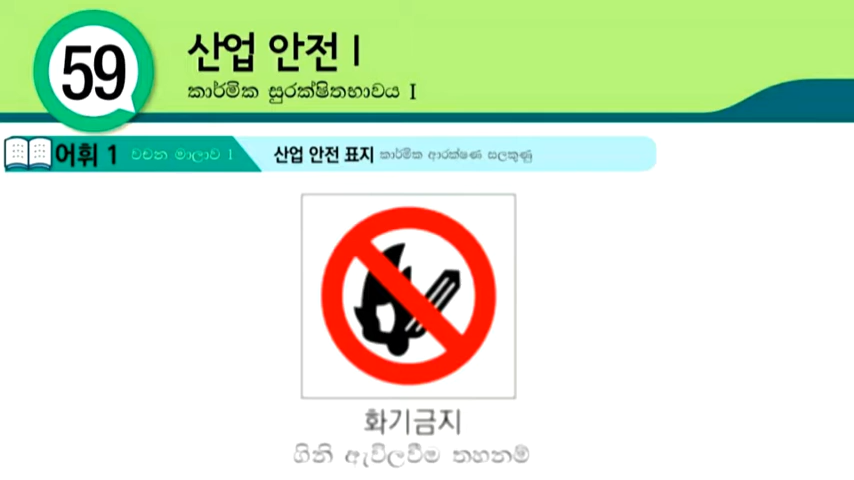 59
산업 안전 I
කාර්මික සුරක්ෂිතභාවය I
어휘 1 වචන මාලාව 1 산업 안전 표지 කාර්මික ආරක්ෂණ සලකුණු
화기금지
ගිනි ඇවිලවීම තහනම්